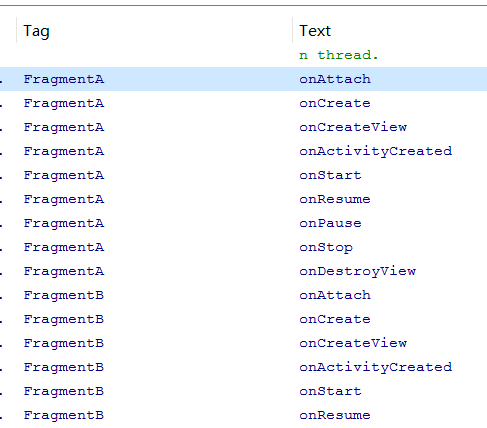 Tag Text
n thread.
FragmentA onAttach
FragmentA onCreate
FragmentA onCreateView
FragmentA onActivityCreated
FragmentA onStart
FragmentA onResume
FragmentA onPause
FragmentA onStop
FragmentA onDestroyView
FragmentB onAttach
FragmentB onCreate
FragmentB onCreateView
FragmentB onActivityCreated
FragmentB onStart
FragmentB onResume